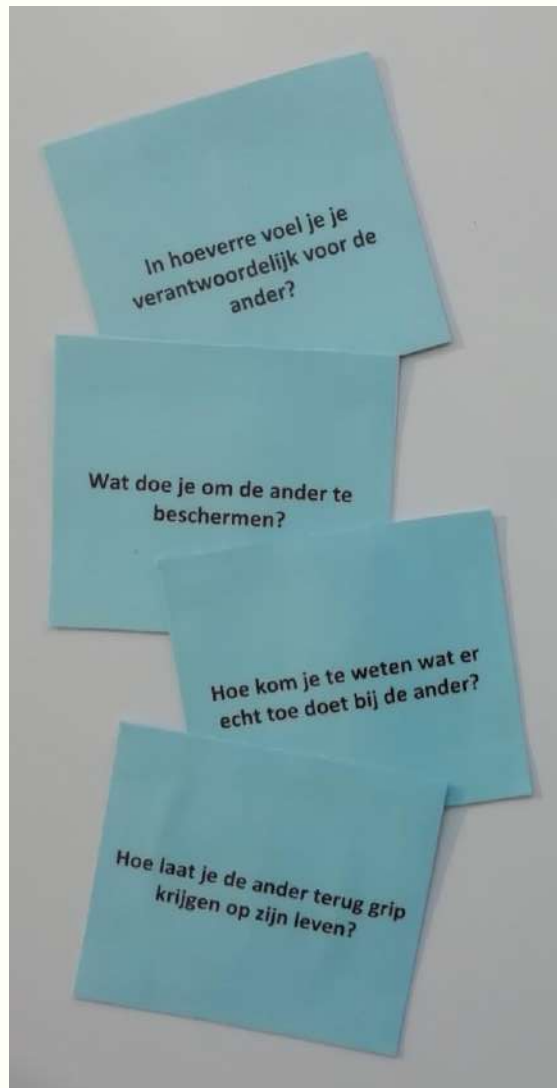 In hoeverre voel je je
verantwoordelijk voor de
ander?
Wat doe je om de ander te
beschermen?
Hoe kom je te weten wat er
echt toe doet bij de ander?
Hoe laat je de ander terug grip
krijgen op zijn leven?